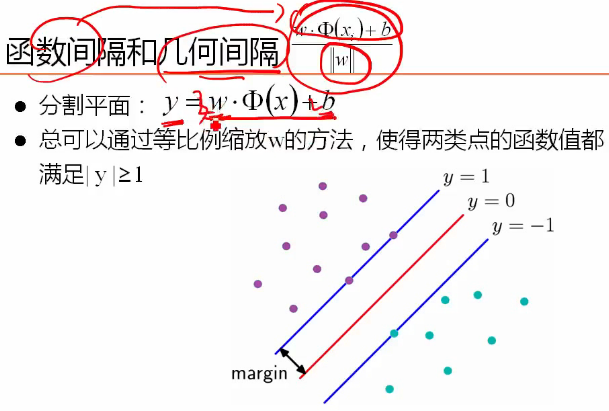 函数间隔和几何间隔 w·Φ(xᵢ)+b / ‖w‖
● 分割平面：y = w·Φ(x)+b
● 总可以通过等比例缩放w的方法，使得两类点的函数值都
满足|y|≥1
y = 1
y = 0
y = −1
margin